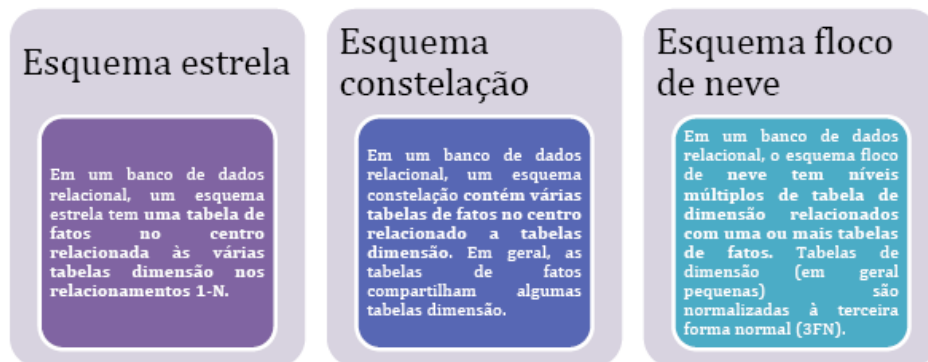 Esquema estrela
Em um banco de dados
relacional, um esquema
estrela tem uma tabela de
fatos no centro
relacionada às várias
tabelas dimensão nos
relacionamentos 1-N.
Esquema
constelação
Em um banco de dados
relacional, um esquema
constelação contém várias
tabelas de fatos no centro
relacionado a tabelas
dimensão. Em geral, as
tabelas de fatos
compartilham algumas
tabelas dimensão.
Esquema floco
de neve
Em um banco de dados
relacional, o esquema floco
de neve tem níveis
múltiplos de tabela de
dimensão relacionados
com uma ou mais tabelas
de fatos. Tabelas de
dimensão (em geral
pequenas) são
normalizadas à terceira
forma normal (3FN).